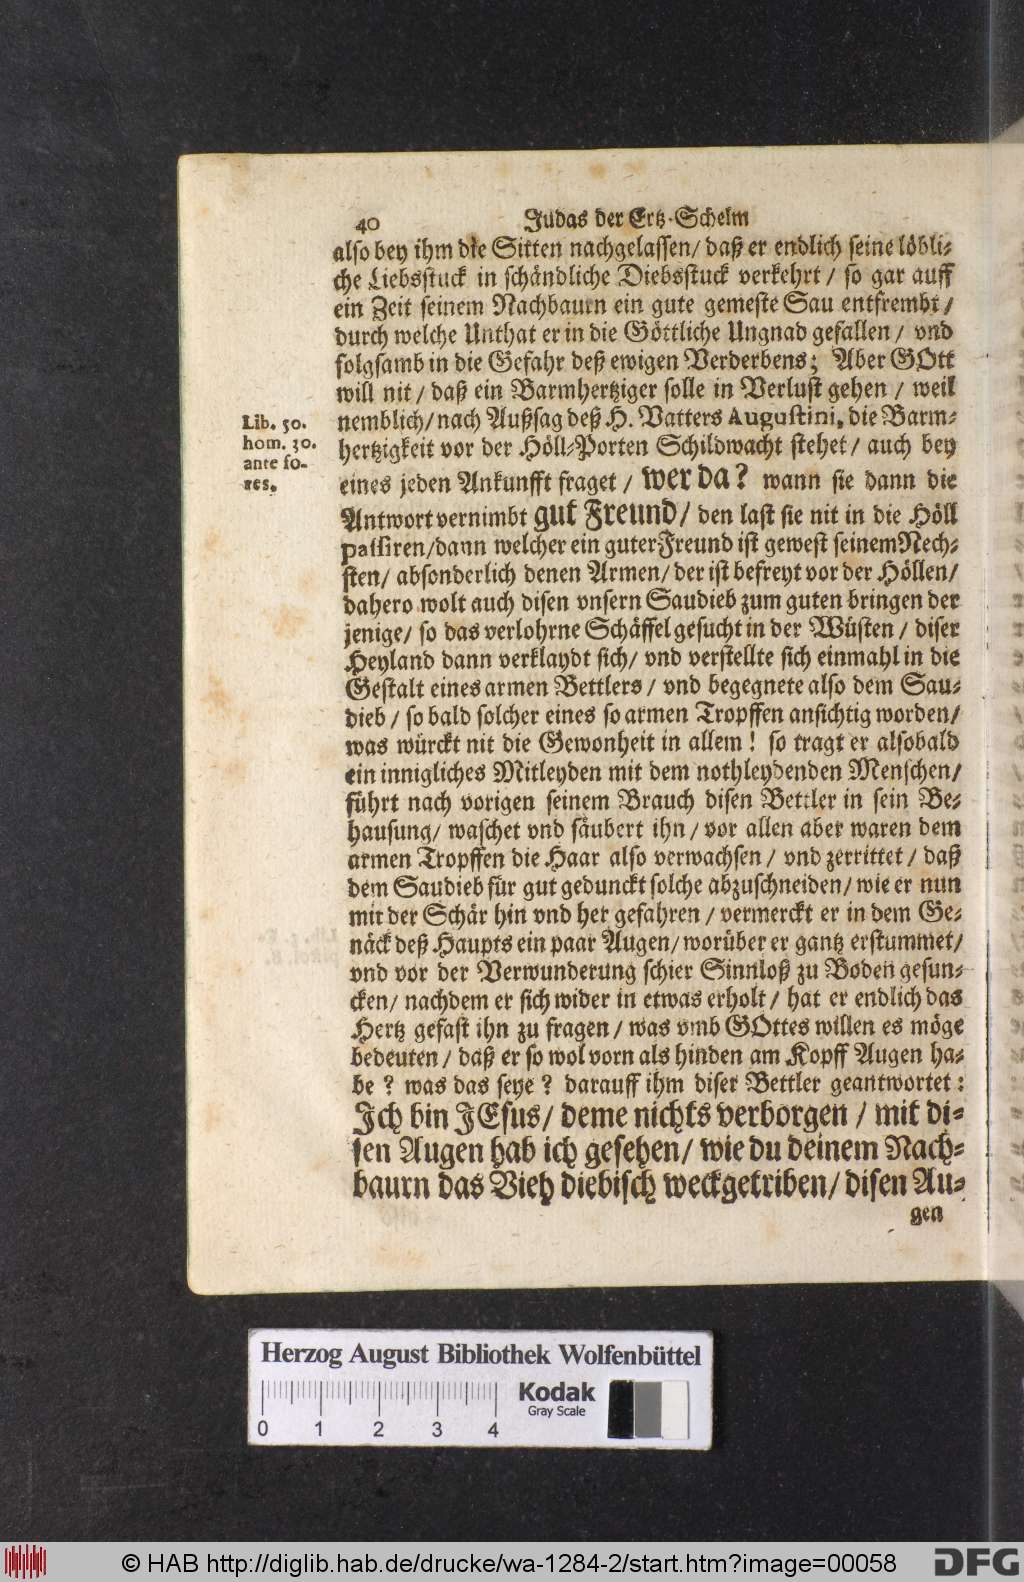 40 Judas der Ertz-Schelm
also bey ihm die Sitten nachgelassen/ daß er endlich seine löbli-
che Liebsstuck in schändliche Diebsstuck verkehrt/ so gar auff
ein Zeit seinem Nachbaurn ein gute gemeste Sau entfrembt/
durch welche Unthat er in die Göttliche Ungnad gefallen/ vnd
folgsamb in die Gefahr deß ewigen Verderbens; Aber GOtt
will nit/ daß ein Barmhertziger solle in Verlust gehen/ weil
nemblich/ nach Außsag deß H. Vatters Augustini, die Barm-
hertzigkeit vor der Höll-Porten Schildwacht stehet/ auch bey
eines jeden Ankunfft fraget/ wer da? wann sie dann die
Antwort vernimbt gut Freund/ den last sie nit in die Höll
passiren/ dann welcher ein guter Freund ist gewest seinem Nech-
sten/ absonderlich denen Armen/ der ist befreyt vor der Höllen/
dahero wolt auch disen vnsern Saudieb zum guten bringen der
jenige/ so das verlohrne Schäffel gesucht in der Wüsten/ diser
Heyland dann verklaydt sich/ vnd verstellte sich einmahl in die
Gestalt eines armen Bettlers/ vnd begegnete also dem Sau-
dieb/ so bald solcher eines so armen Tropffen ansichtig worden/
was würckt nit die Gewonheit in allem! so tragt er alsobald
ein innigliches Mitleyden mit dem nothleydenden Menschen/
führt nach vorigen seinem Brauch disen Bettler in sein Be-
hausung/ waschet vnd säubert ihn/ vor allen aber waren dem
armen Tropffen die Haar also verwachsen/ vnd zerrittet/ daß
dem Saudieb für gut gedunckt solche abzuschneiden/ wie er nun
mit der Schär hin vnd her gefahren/ vermerckt er in dem Ge-
näck deß Haupts ein paar Augen/ worüber er gantz erstummet/
vnd vor der Verwunderung schier Sinnloß zu Boden gesun-
cken/ nachdem er sich wider in etwas erholt/ hat er endlich das
Hertz gefast ihn zu fragen/ was vmb GOttes willen es möge
bedeuten/ daß er so wol vorn als hinden am Kopff Augen ha-
be? was das seye? darauff ihm diser Bettler geantwortet:
Ich bin JEsus/ deme nichts verborgen/ mit di-
sen Augen hab ich gesehen/ wie du deinem Nach-
baurn das Vieh diebisch weckgetriben/ disen Au-
gen
Lib. 50.
hom. 30.
ante fo-
res.
Herzog August Bibliothek Wolfenbüttel
Kodak
Gray Scale
0 1 2 3 4
© HAB http://diglib.hab.de/drucke/wa-1284-2/start.htm?image=00058
DFG